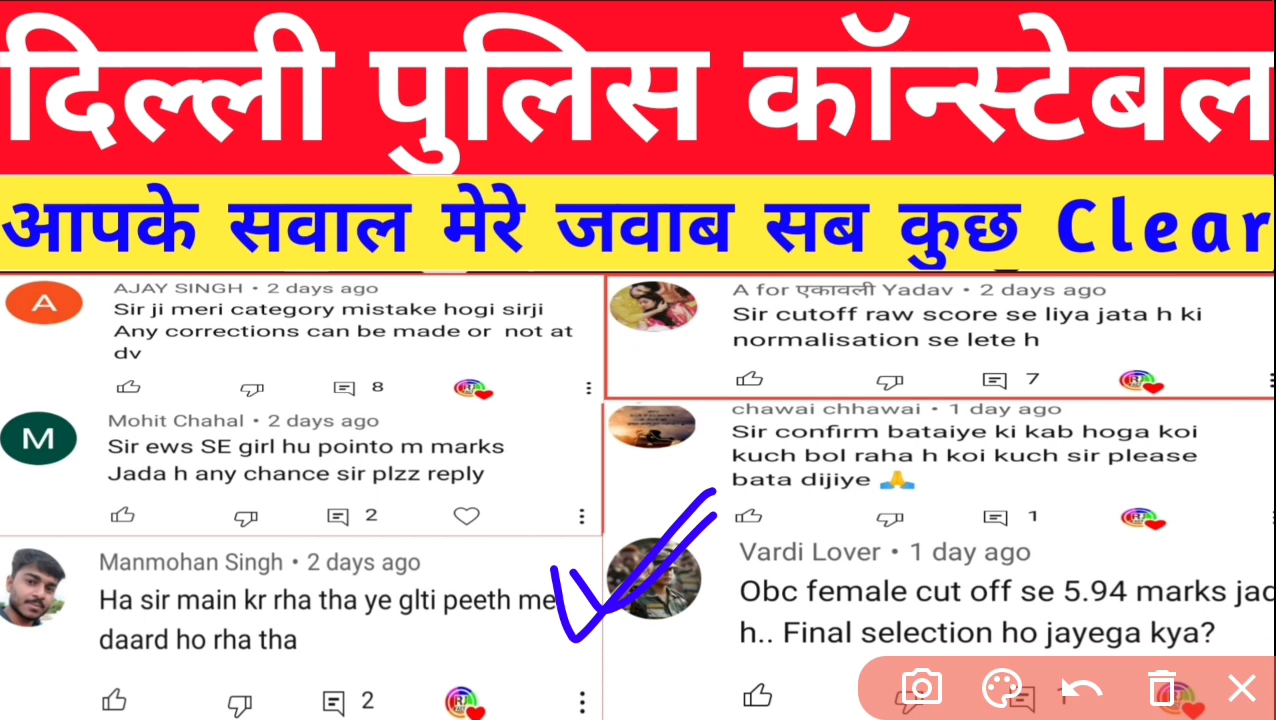 दिल्ली पुलिस कॉन्स्टेबल
आपके सवाल मेरे जवाब सब कुछ Clear
A
AJAY SINGH • 2 days ago
Sir ji meri category mistake hogi sirji
Any corrections can be made or not at
dv
8
M
Mohit Chahal • 2 days ago
Sir ews SE girl hu pointo m marks
Jada h any chance sir plzz reply
2
Manmohan Singh • 2 days ago
Ha sir main kr rha tha ye glti peeth me
daard ho rha tha
2
A for एकावली Yadav • 2 days ago
Sir cutoff raw score se liya jata h ki
normalisation se lete h
7
chawai chhawai • 1 day ago
Sir confirm bataiye ki kab hoga koi
kuch bol raha h koi kuch sir please
bata dijiye 🙏
1
Vardi Lover • 1 day ago
Obc female cut off se 5.94 marks jad
h.. Final selection ho jayega kya?
1